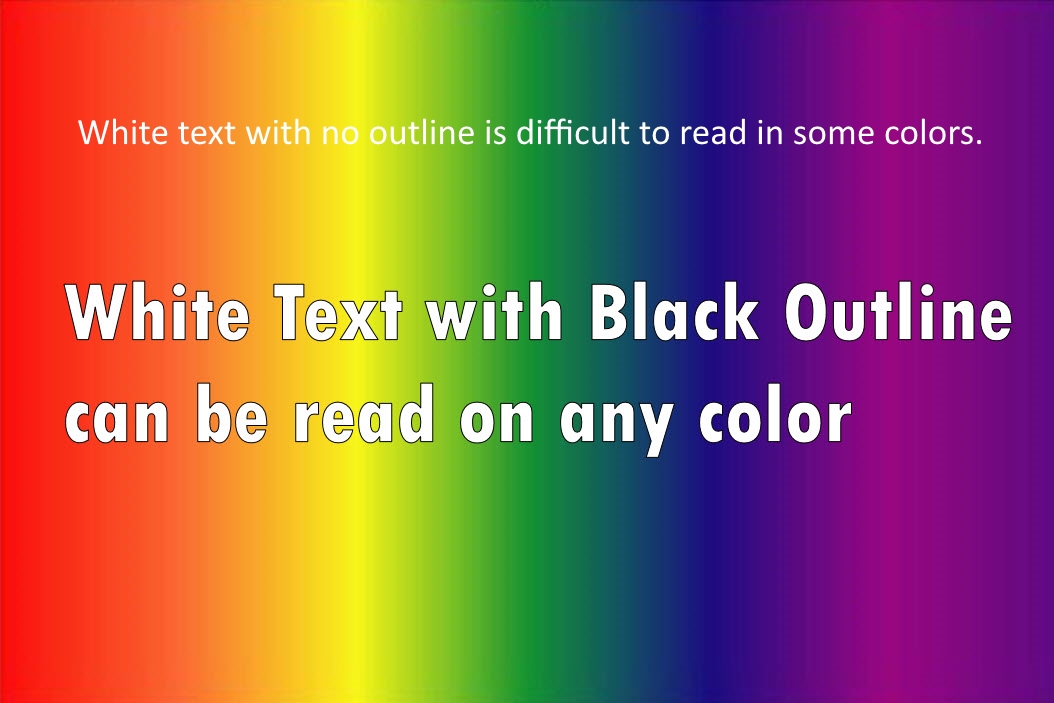 White text with no outline is difficult to read in some colors.
White Text with Black Outline
can be read on any color